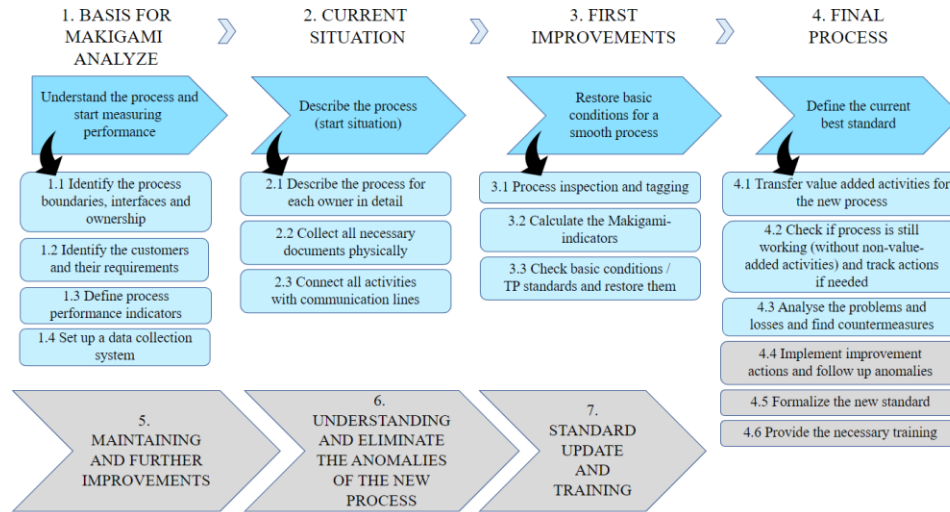 1. BASIS FOR
MAKIGAMI
ANALYZE
2. CURRENT
SITUATION
3. FIRST
IMPROVEMENTS
4. FINAL
PROCESS
Understand the process and
start measuring
performance
Describe the process
(start situation)
Restore basic
conditions for a
smooth process
Define the current
best standard
1.1 Identify the process
boundaries, interfaces and
ownership
1.2 Identify the customers
and their requirements
1.3 Define process
performance indicators
1.4 Set up a data collection
system
2.1 Describe the process for
each owner in detail
2.2 Collect all necessary
documents physically
2.3 Connect all activities
with communication lines
3.1 Process inspection and tagging
3.2 Calculate the Makigami-
indicators
3.3 Check basic conditions /
TP standards and restore them
4.1 Transfer value added activities for
the new process
4.2 Check if process is still
working (without non-value-
added activities) and track actions
if needed
4.3 Analyse the problems and
losses and find countermeasures
4.4 Implement improvement
actions and follow up anomalies
4.5 Formalize the new standard
4.6 Provide the necessary training
5.
MAINTAINING
AND FURTHER
IMPROVEMENTS
6.
UNDERSTANDING
AND ELIMINATE
THE ANOMALIES
OF THE NEW
PROCESS
7.
STANDARD
UPDATE
AND
TRAINING